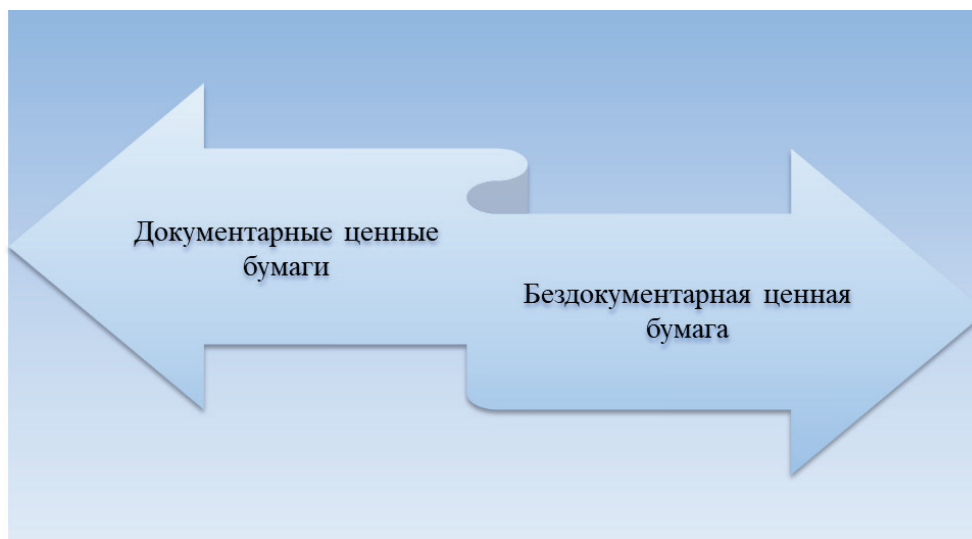 Документарные ценные
бумаги
Бездокументарная ценная
бумага